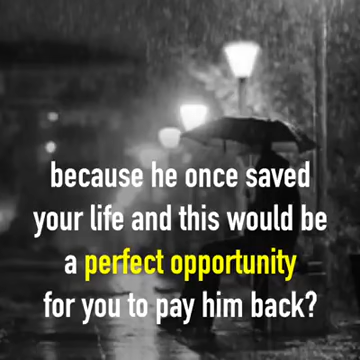 because he once saved
your life and this would be
a perfect opportunity
for you to pay him back?